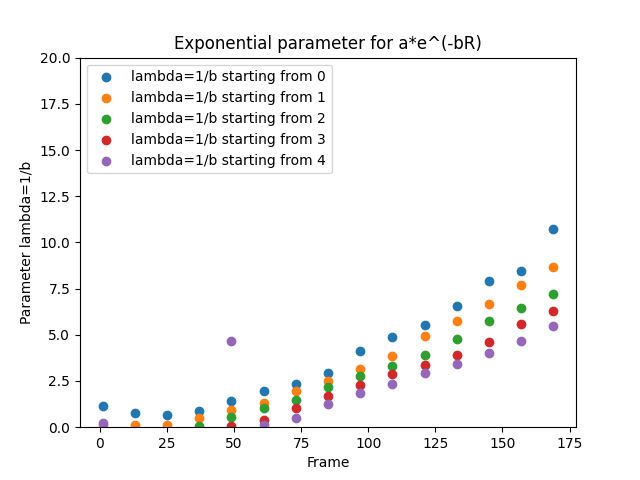 Exponential parameter for a*e^(-bR)
20.0
17.5
15.0
12.5
10.0
7.5
5.0
2.5
0.0
Parameter lambda=1/b
lambda=1/b starting from 0
lambda=1/b starting from 1
lambda=1/b starting from 2
lambda=1/b starting from 3
lambda=1/b starting from 4
0 25 50 75 100 125 150 175
Frame